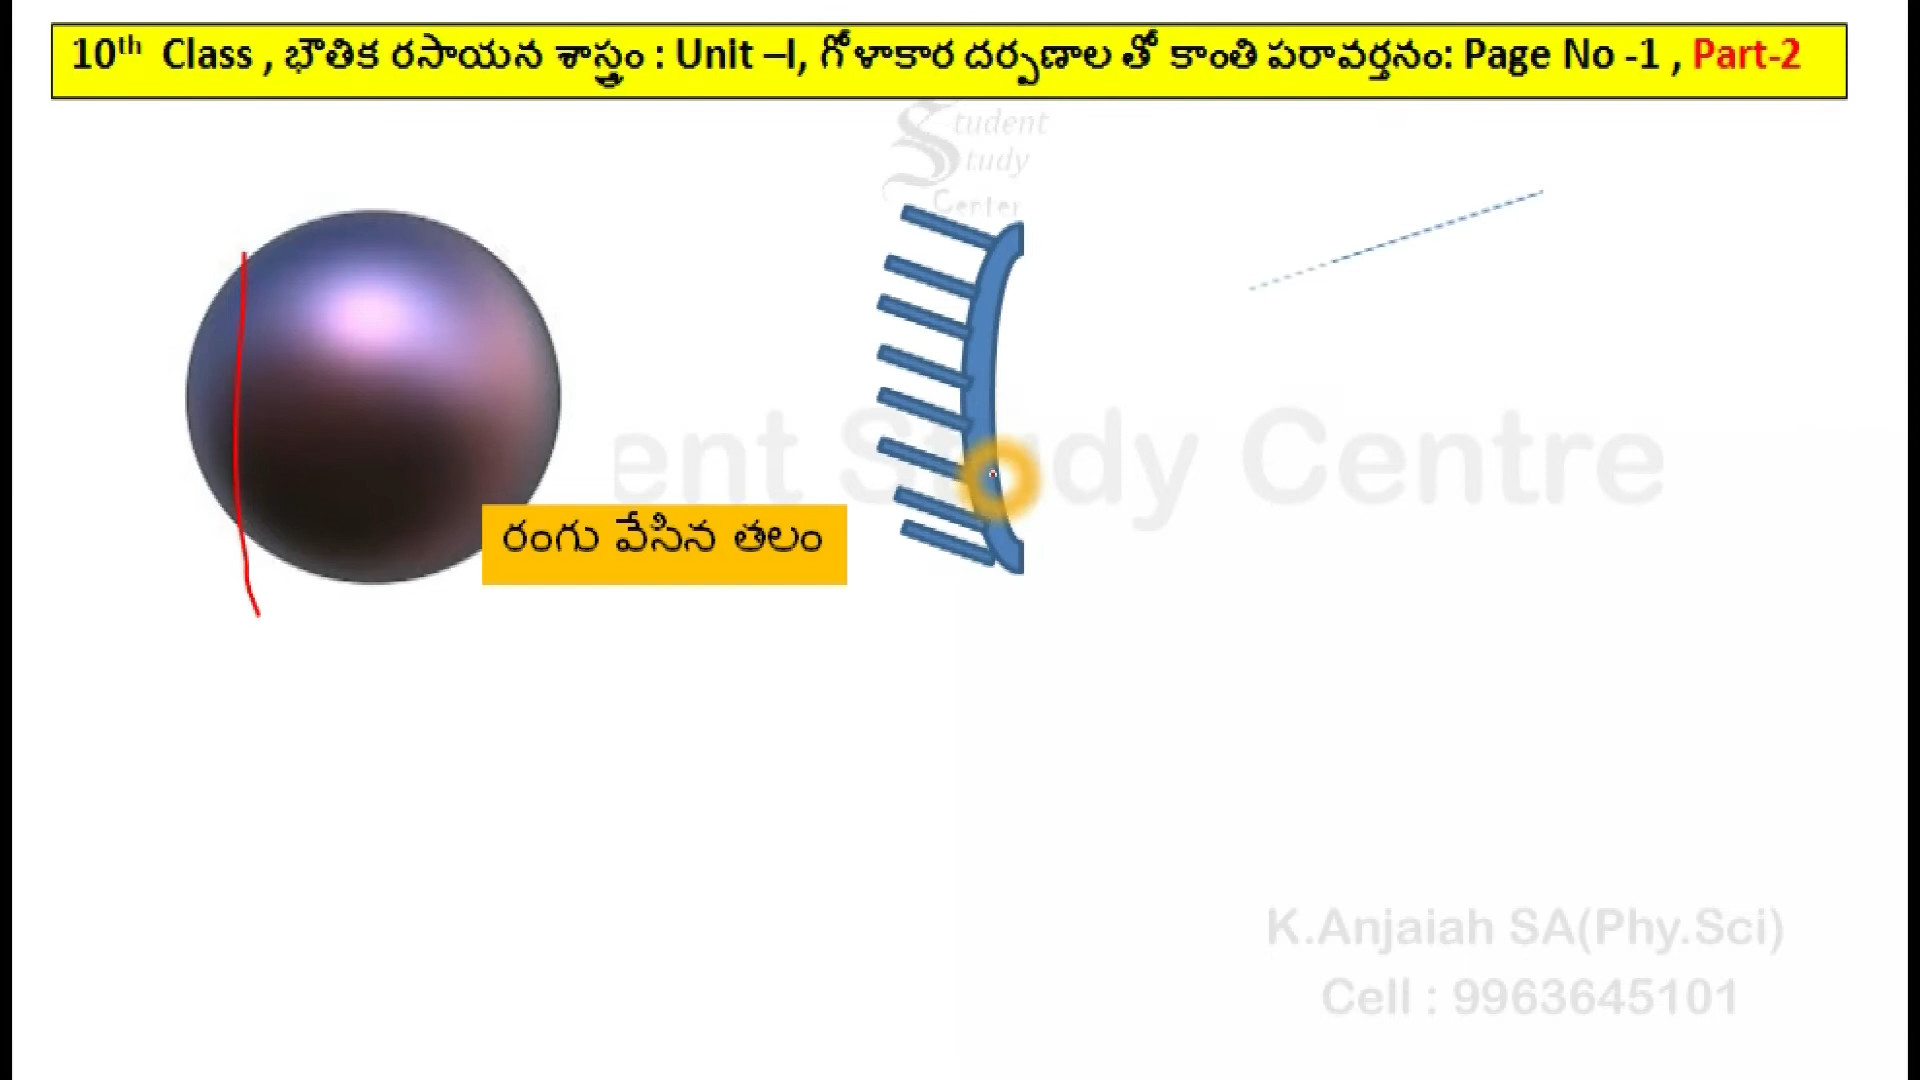 10th Class , భౌతిక రసాయన శాస్త్రం : Unit –I, గోళాకార దర్పణాల తో కాంతి పరావర్తనం: Page No -1 , Part-2
Student
Study
Center
ent Study Centre
రంగు వేసిన తలం
K.Anjaiah SA(Phy.Sci)
Cell : 9963645101